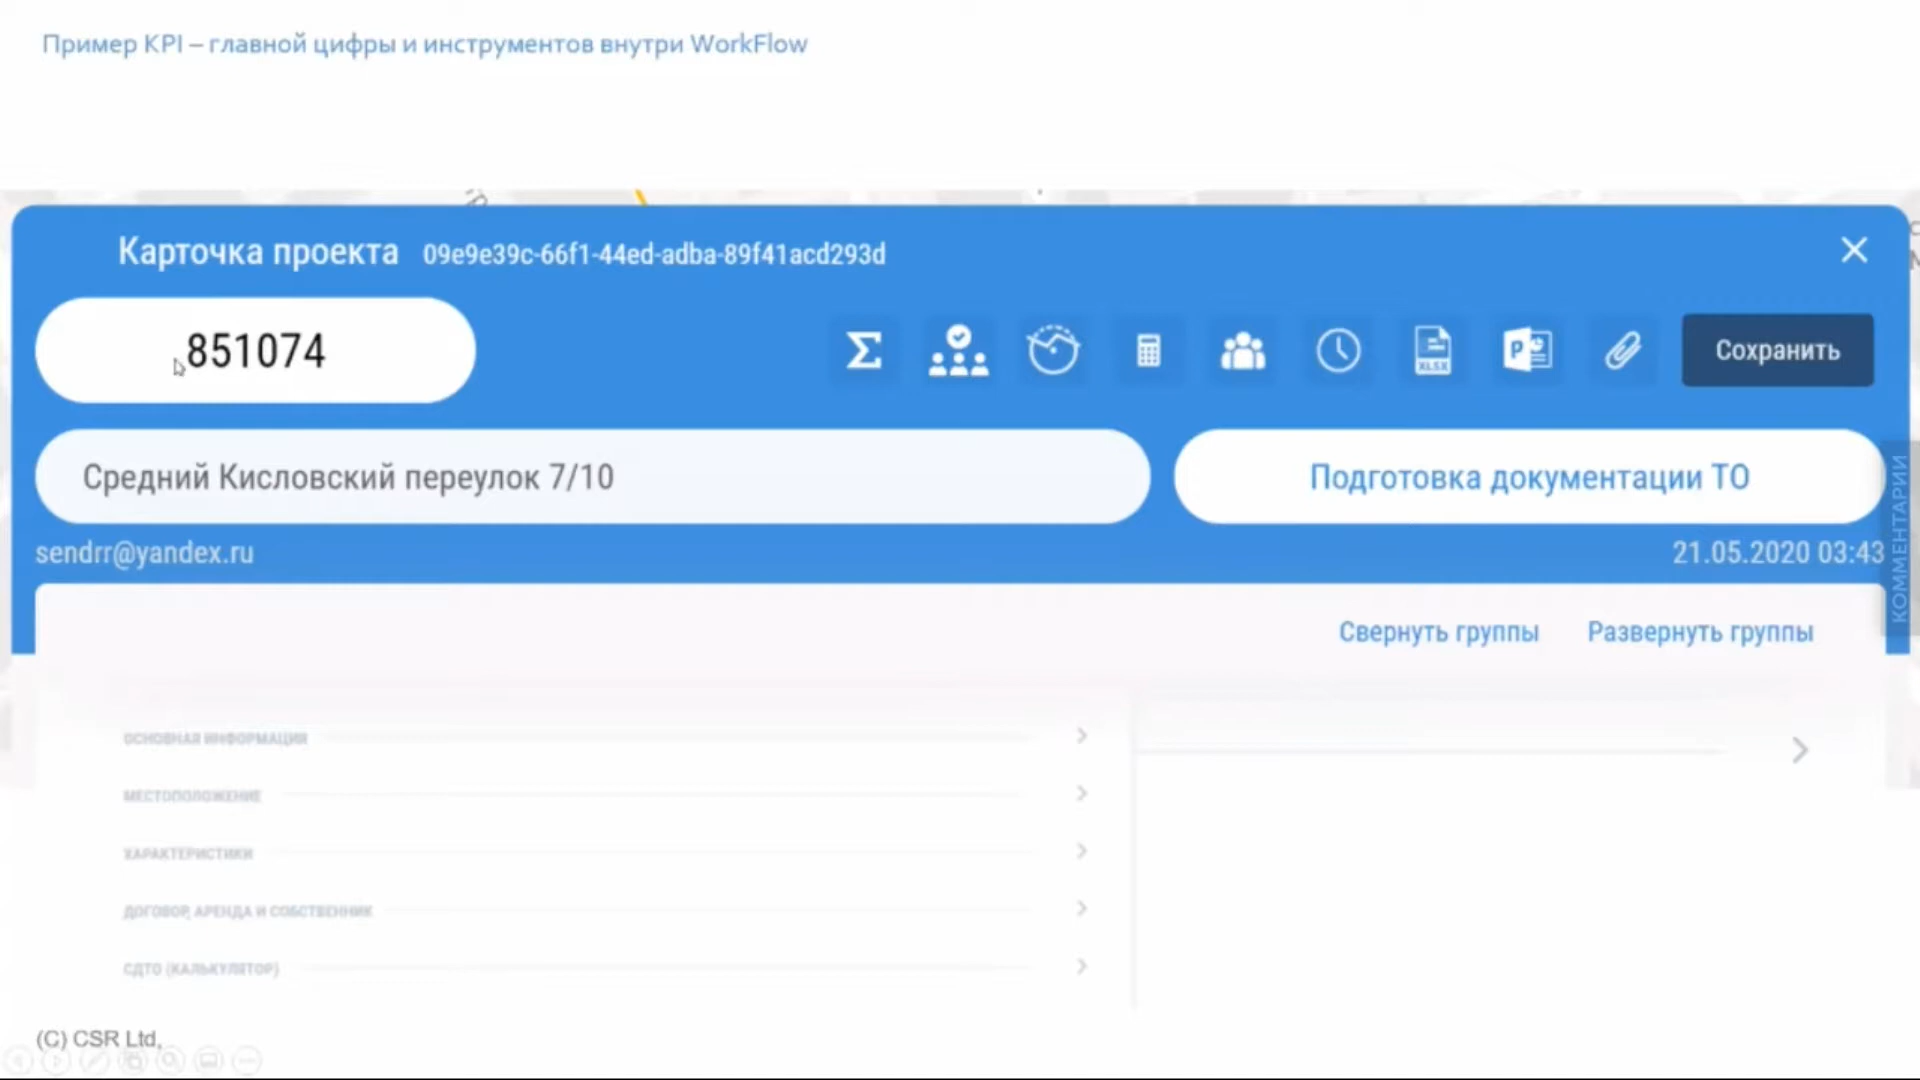 Пример KPI – главной цифры и инструментов внутри WorkFlow
Карточка проекта 09e9e39c-66f1-44ed-adba-89f41acd293d
851074
XLSX
P
Сохранить
Средний Кисловский переулок 7/10
Подготовка документации ТО
sendrr@yandex.ru
21.05.2020 03:43
КОММЕНТАРИИ
Свернуть группы
Развернуть группы
ОСНОВНАЯ ИНФОРМАЦИЯ
МЕСТОПОЛОЖЕНИЕ
ХАРАКТЕРИСТИКИ
ДОГОВОР, АРЕНДА И СОБСТВЕННИК
СДТО (КАЛЬКУЛЯТОР)
(C) CSR Ltd,